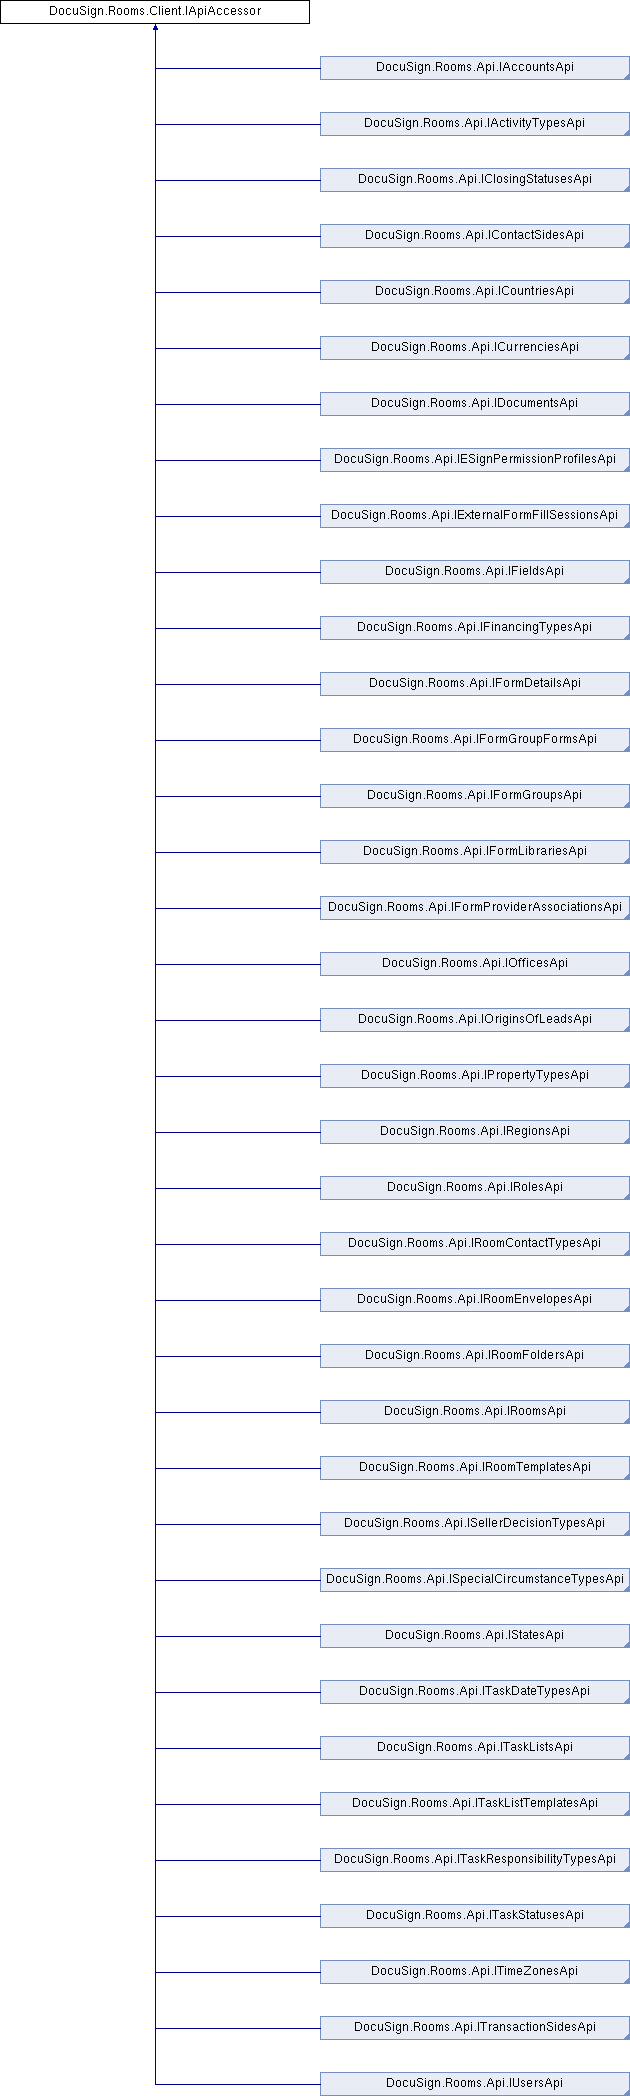 DocuSign.Rooms.Client.IApiAccessor
DocuSign.Rooms.Api.IAccountsApi
DocuSign.Rooms.Api.IActivityTypesApi
DocuSign.Rooms.Api.IClosingStatusesApi
DocuSign.Rooms.Api.IContactSidesApi
DocuSign.Rooms.Api.ICountriesApi
DocuSign.Rooms.Api.ICurrenciesApi
DocuSign.Rooms.Api.IDocumentsApi
DocuSign.Rooms.Api.IESignPermissionProfilesApi
DocuSign.Rooms.Api.IExternalFormFillSessionsApi
DocuSign.Rooms.Api.IFieldsApi
DocuSign.Rooms.Api.IFinancingTypesApi
DocuSign.Rooms.Api.IFormDetailsApi
DocuSign.Rooms.Api.IFormGroupFormsApi
DocuSign.Rooms.Api.IFormGroupsApi
DocuSign.Rooms.Api.IFormLibrariesApi
DocuSign.Rooms.Api.IFormProviderAssociationsApi
DocuSign.Rooms.Api.IOfficesApi
DocuSign.Rooms.Api.IOriginsOfLeadsApi
DocuSign.Rooms.Api.IPropertyTypesApi
DocuSign.Rooms.Api.IRegionsApi
DocuSign.Rooms.Api.IRolesApi
DocuSign.Rooms.Api.IRoomContactTypesApi
DocuSign.Rooms.Api.IRoomEnvelopesApi
DocuSign.Rooms.Api.IRoomFoldersApi
DocuSign.Rooms.Api.IRoomsApi
DocuSign.Rooms.Api.IRoomTemplatesApi
DocuSign.Rooms.Api.ISellerDecisionTypesApi
DocuSign.Rooms.Api.ISpecialCircumstanceTypesApi
DocuSign.Rooms.Api.IStatesApi
DocuSign.Rooms.Api.ITaskDateTypesApi
DocuSign.Rooms.Api.ITaskListsApi
DocuSign.Rooms.Api.ITaskListTemplatesApi
DocuSign.Rooms.Api.ITaskResponsibilityTypesApi
DocuSign.Rooms.Api.ITaskStatusesApi
DocuSign.Rooms.Api.ITimeZonesApi
DocuSign.Rooms.Api.ITransactionSidesApi
DocuSign.Rooms.Api.IUsersApi